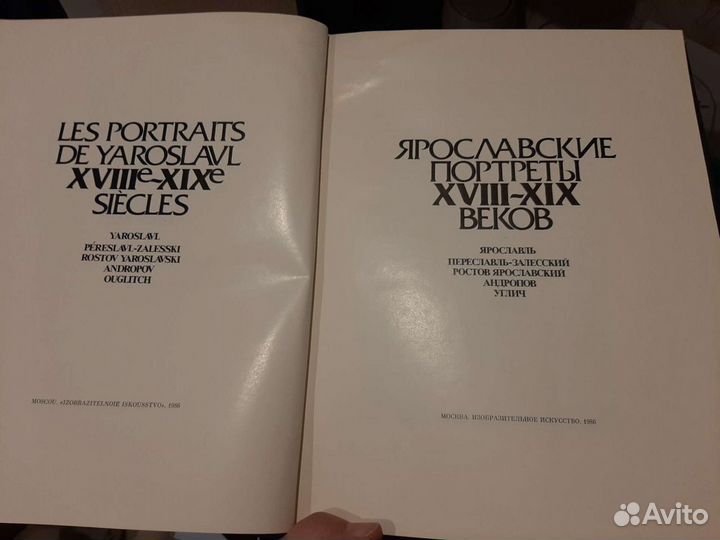 LES PORTRAITS
DE YAROSLAVL
XVIIIe-XIXe
SIÈCLES
YAROSLAVL
PÉRESLAVL-ZALESSKI
ROSTOV YAROSLAVSKI
ANDROPOV
OUGLITCH
MOSCOU. «IZOBRAZITELNOIE ISKOUSSTVO». 1986
ЯРОСЛАВСКИЕ
ПОРТРЕТЫ
XVIII-XIX
ВЕКОВ
ЯРОСЛАВЛЬ
ПЕРЕСЛАВЛЬ-ЗАЛЕССКИЙ
РОСТОВ ЯРОСЛАВСКИЙ
АНДРОПОВ
УГЛИЧ
МОСКВА. ИЗОБРАЗИТЕЛЬНОЕ ИСКУССТВО. 1986
Avito